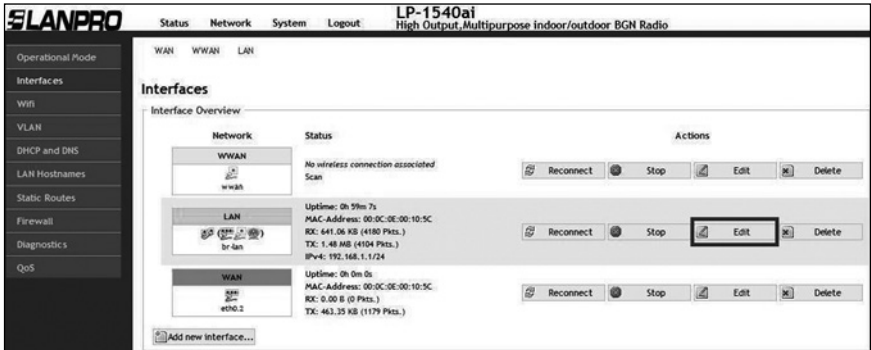 LANPRO
Status Network System Logout
LP-1540ai
High Output,Multipurpose indoor/outdoor BGN Radio
Operational Mode
Interfaces
Wifi
VLAN
DHCP and DNS
LAN Hostnames
Static Routes
Firewall
Diagnostics
QoS
WAN WWAN LAN
Interfaces
Interface Overview
Network Status Actions
WWAN
wwan
No wireless connection associated
Scan
Reconnect Stop Edit Delete
LAN
br-lan
Uptime: 0h 59m 7s
MAC-Address: 00:0C:0E:00:10:5C
RX: 641.06 KB (4180 Pkts.)
TX: 1.48 MB (4104 Pkts.)
IPv4: 192.168.1.1/24
Reconnect Stop Edit Delete
WAN
eth0.2
Uptime: 0h 0m 0s
MAC-Address: 00:0C:0E:00:10:5C
RX: 0.00 B (0 Pkts.)
TX: 463.35 KB (1179 Pkts.)
Reconnect Stop Edit Delete
Add new interface...